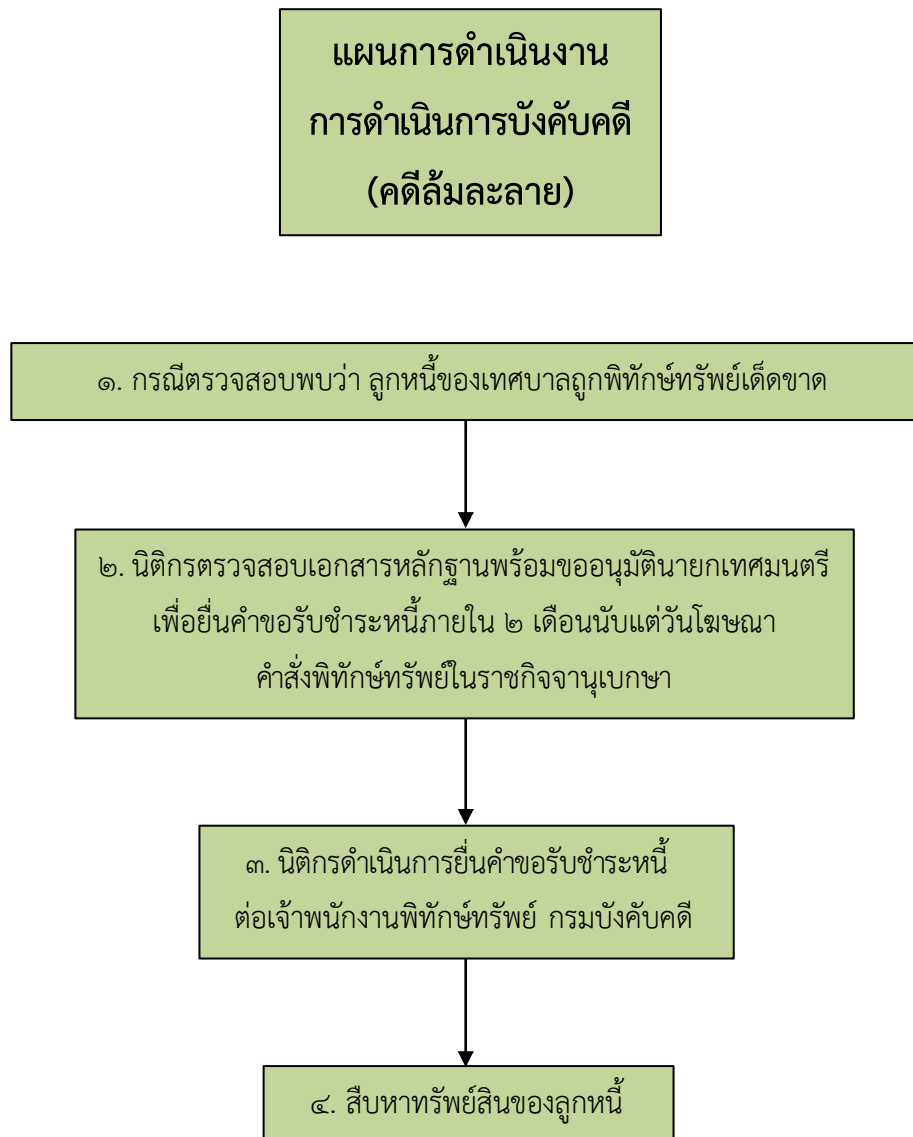 แผนการดำเนินงาน
การดำเนินการบังคับคดี
(คดีล้มละลาย)
๑. กรณีตรวจสอบพบว่า ลูกหนี้ของเทศบาลถูกพิทักษ์ทรัพย์เด็ดขาด
๒. นิติกรตรวจสอบเอกสารหลักฐานพร้อมขออนุมัตินายกเทศมนตรี
เพื่อยื่นคำขอรับชำระหนี้ภายใน ๒ เดือนนับแต่วันโฆษณา
คำสั่งพิทักษ์ทรัพย์ในราชกิจจานุเบกษา
๓. นิติกรดำเนินการยื่นคำขอรับชำระหนี้
ต่อเจ้าพนักงานพิทักษ์ทรัพย์ กรมบังคับคดี
๔. สืบหาทรัพย์สินของลูกหนี้